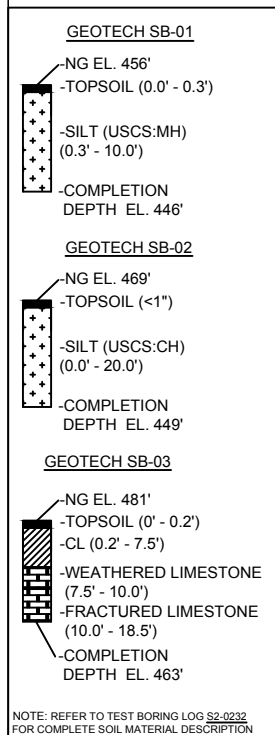 GEOTECH SB-01
-NG EL. 456'
-TOPSOIL (0.0' - 0.3')
-SILT (USCS:MH)
(0.3' - 10.0')
-COMPLETION
DEPTH EL. 446'
GEOTECH SB-02
-NG EL. 469'
-TOPSOIL (<1")
-SILT (USCS:CH)
(0.0' - 20.0')
-COMPLETION
DEPTH EL. 449'
GEOTECH SB-03
-NG EL. 481'
-TOPSOIL (0' - 0.2')
-CL (0.2' - 7.5')
-WEATHERED LIMESTONE
(7.5' - 10.0')
-FRACTURED LIMESTONE
(10.0' - 18.5')
-COMPLETION
DEPTH EL. 463'
NOTE: REFER TO TEST BORING LOG S2-0232
FOR COMPLETE SOIL MATERIAL DESCRIPTION